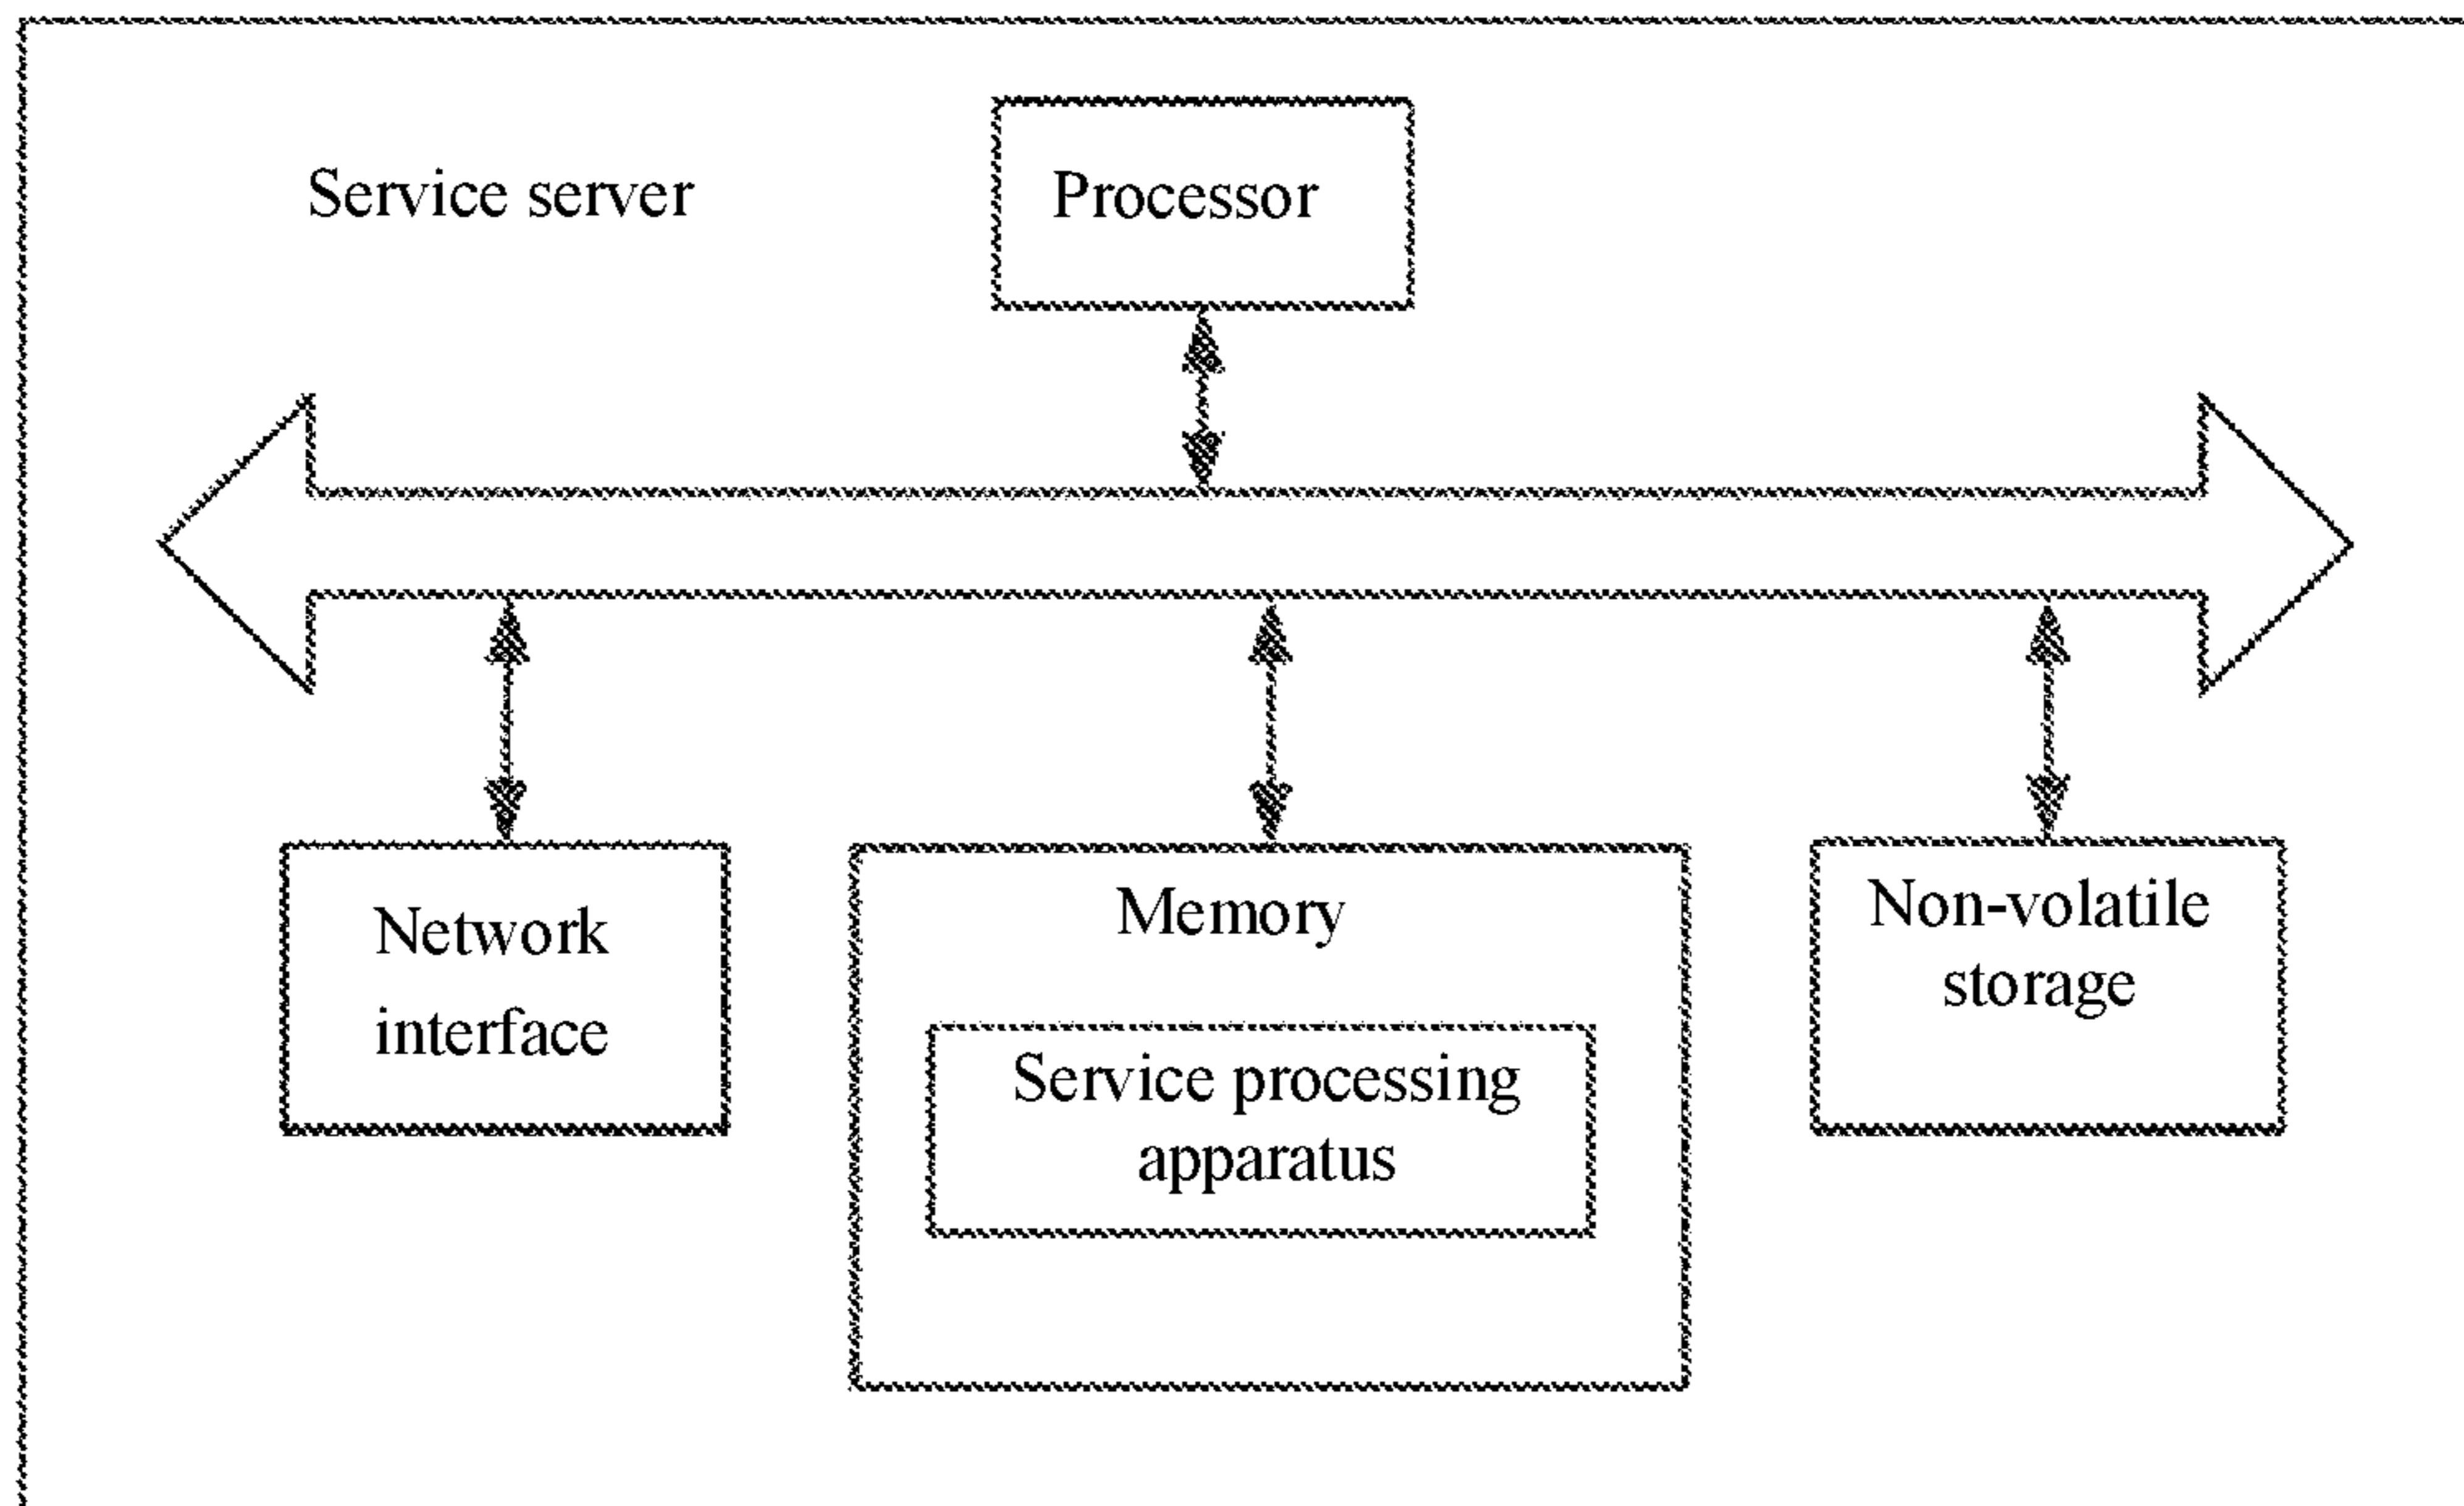 Service server
Processor
Network
interface
Memory
Service processing
apparatus
Non-volatile
storage